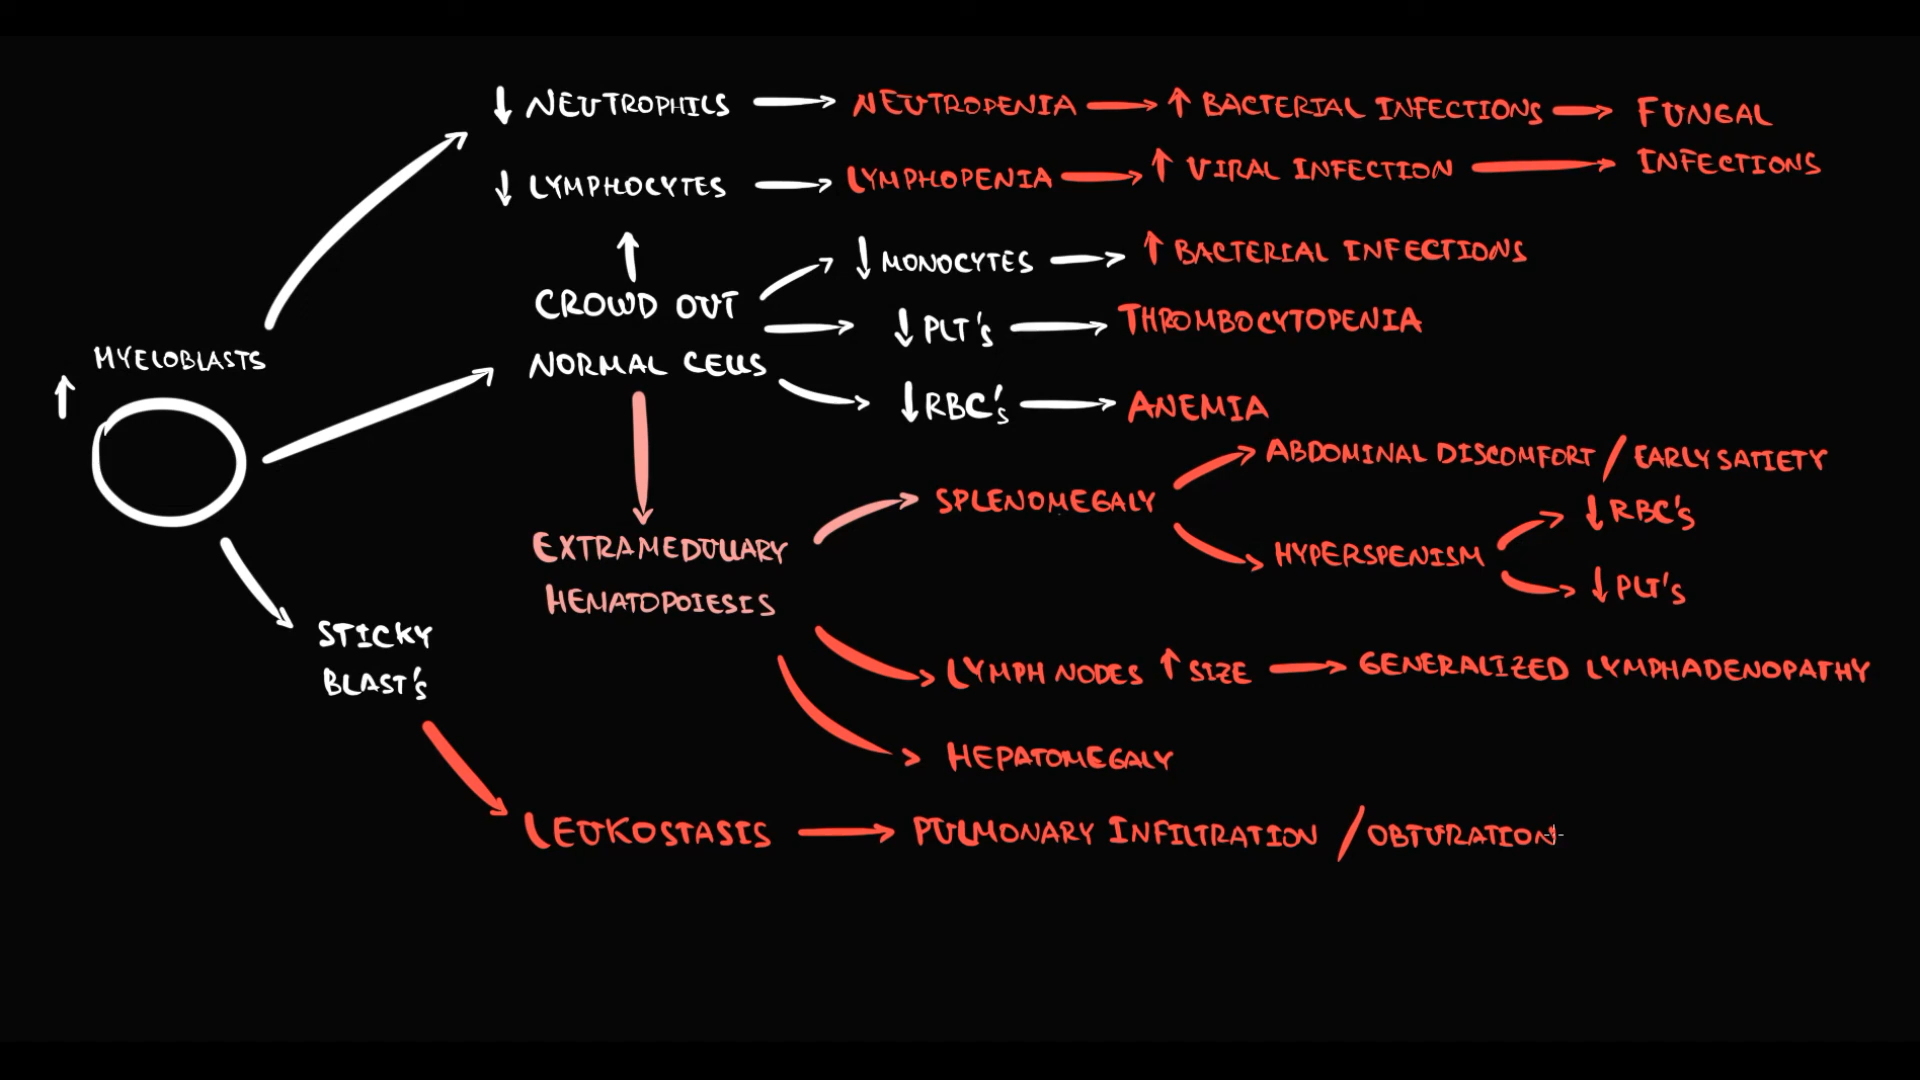 ↓ NEUTROPHILS → NEUTROPENIA → ↑ BACTERIAL INFECTIONS → FUNGAL
↓ LYMPHOCYTES → LYMPHOPENIA → ↑ VIRAL INFECTION → INFECTIONS
↓ MONOCYTES → ↑ BACTERIAL INFECTIONS
CROWD OUT
NORMAL CELLS
↓ PLT's → THROMBOCYTOPENIA
↓ RBC's → ANEMIA
↑ MYELOBLASTS
EXTRAMEDULLARY
HEMATOPOIESIS
SPLENOMEGALY
ABDOMINAL DISCOMFORT / EARLY SATIETY
HYPERSPENISM
↓ RBC's
↓ PLT's
LYMPH NODES ↑ SIZE → GENERALIZED LYMPHADENOPATHY
HEPATOMEGALY
STICKY
BLAST's
LEUKOSTASIS → PULMONARY INFILTRATION / OBTURATION